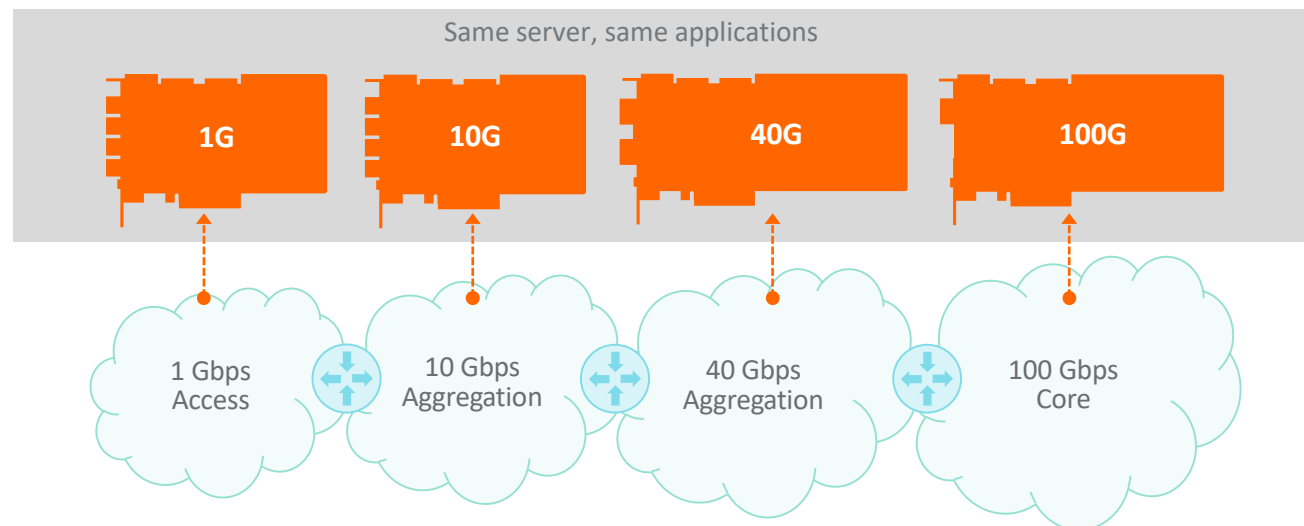 Same server, same applications
1G
10G
40G
100G
1 Gbps
Access
10 Gbps
Aggregation
40 Gbps
Aggregation
100 Gbps
Core